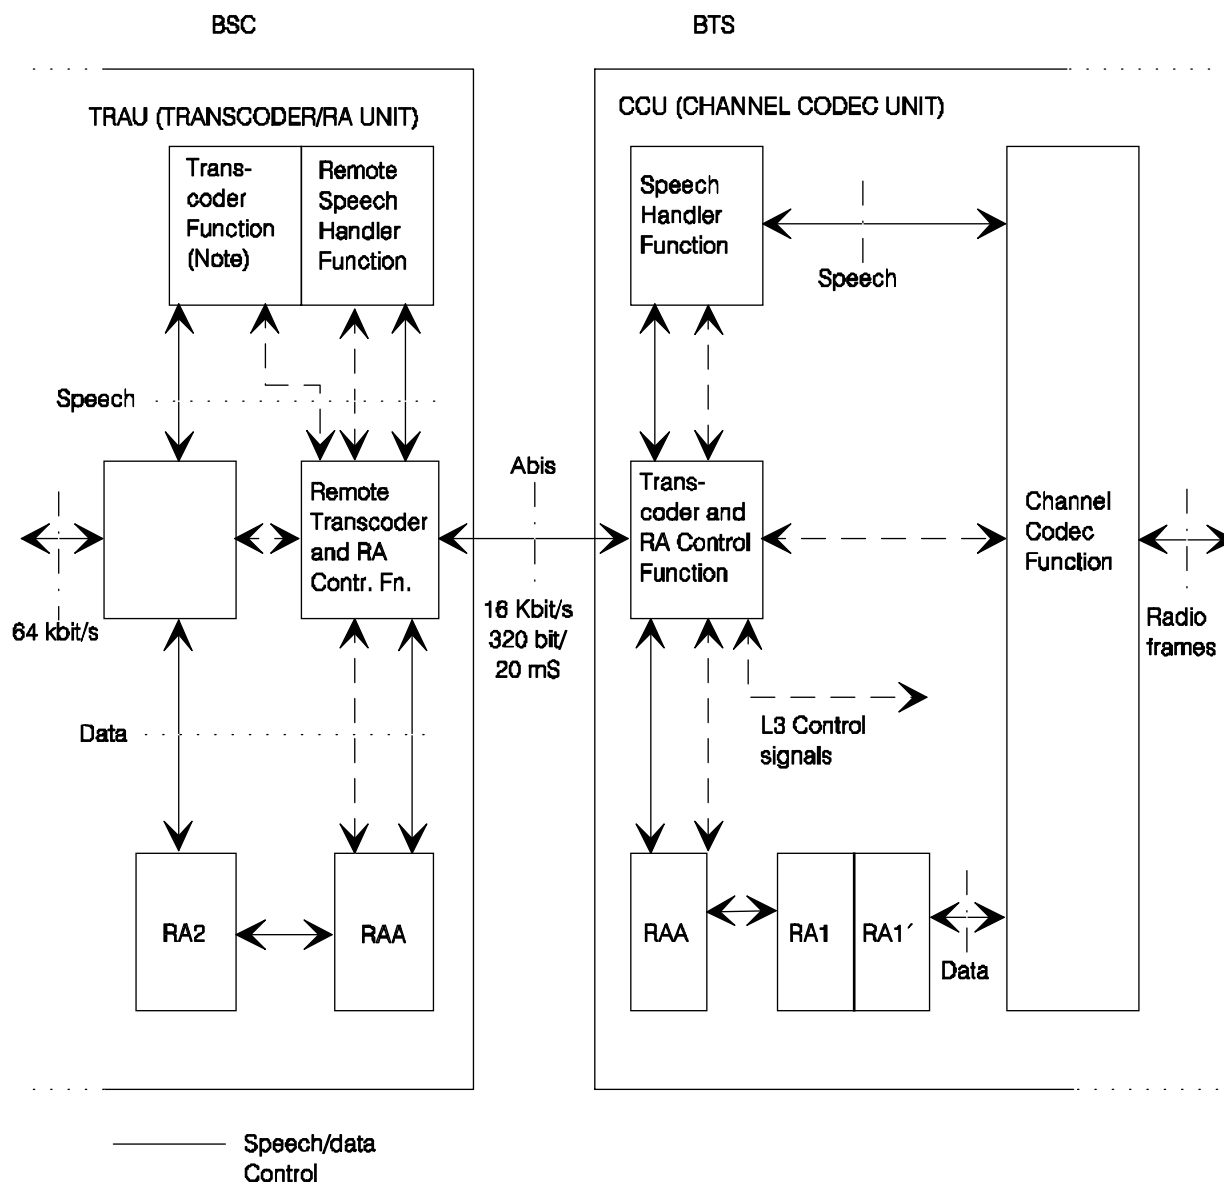 BSC
BTS
TRAU (TRANSCODER/RA UNIT)
CCU (CHANNEL CODEC UNIT)
Trans-
coder
Function
(Note)
Remote
Speech
Handler
Function
Speech
Handler
Function
Speech
Speech
Abis
Remote
Transcoder
and RA
Contr. Fn.
Trans-
coder and
RA Control
Function
Channel
Codec
Function
64 kbit/s
16 Kbit/s
320 bit/
20 mS
Radio
frames
Data
L3 Control
signals
RA2
RAA
RAA
RA1
RA1´
Data
Speech/data
Control